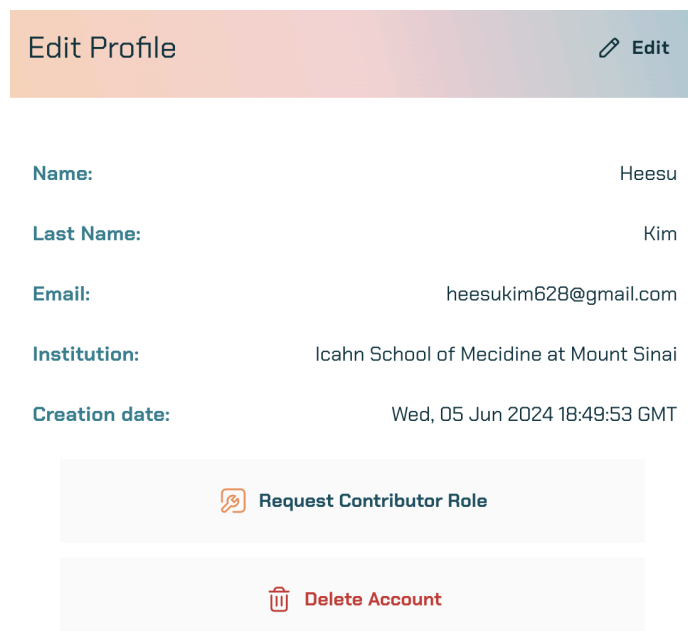 Edit Profile Edit
Name: Heesu
Last Name: Kim
Email: heesukim628@gmail.com
Institution: Icahn School of Mecidine at Mount Sinai
Creation date: Wed, 05 Jun 2024 18:49:53 GMT
Request Contributor Role
Delete Account